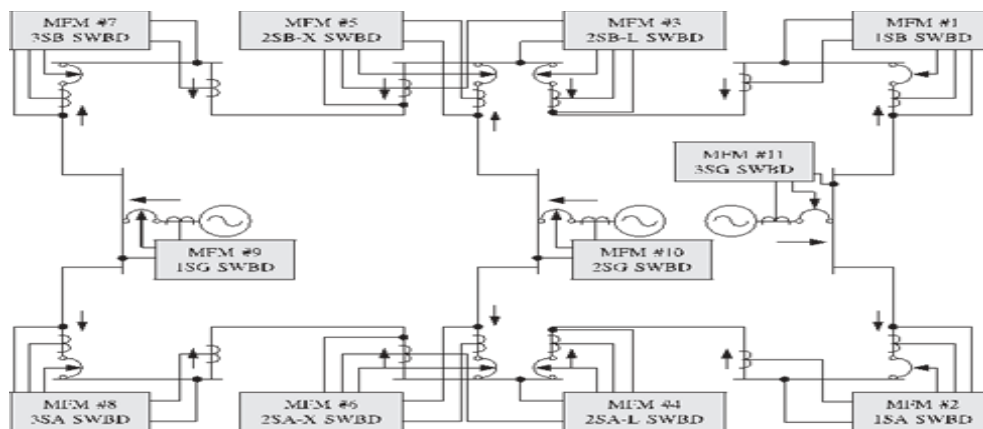 MFM #7
3SB SWBD
MFM #5
2SB-X SWBD
MFM #3
2SB-L SWBD
MFM #1
1SB SWBD
MFM #11
3SG SWBD
MFM #9
1SG SWBD
MFM #10
2SG SWBD
MFM #8
3SA SWBD
MFM #6
2SA-X SWBD
MFM #4
2SA-L SWBD
MFM #2
1SA SWBD